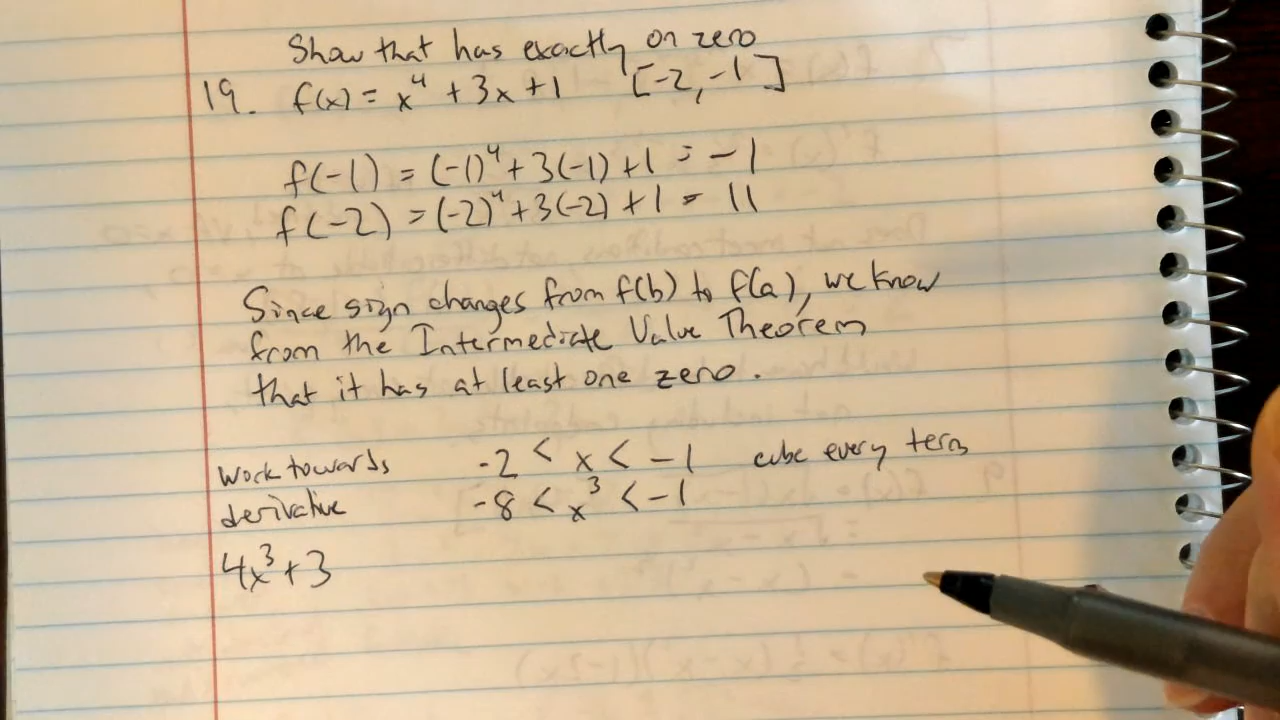 Show that has exactly on zero
19. f(x) = x⁴ + 3x + 1 [-2, -1]
f(-1) = (-1)⁴ + 3(-1) + 1 = -1
f(-2) = (-2)⁴ + 3(-2) + 1 = 11
Since sign changes from f(b) to f(a), we know
from the Intermediate Value Theorem
that it has at least one zero.
Work towards -2 < x < -1 cube every term
derivative -8 < x³ < -1
4x³ + 3